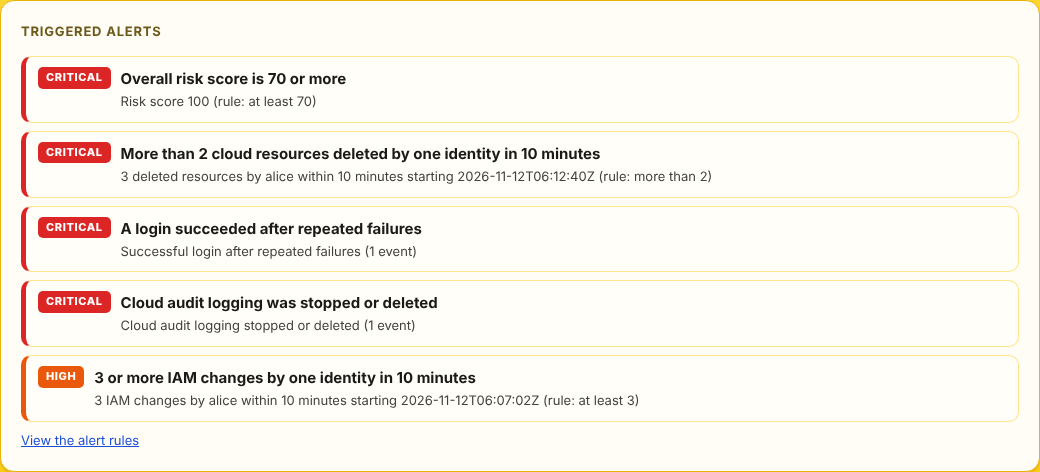 TRIGGERED ALERTS
CRITICAL Overall risk score is 70 or more
Risk score 100 (rule: at least 70)
CRITICAL More than 2 cloud resources deleted by one identity in 10 minutes
3 deleted resources by alice within 10 minutes starting 2026-11-12T06:12:40Z (rule: more than 2)
CRITICAL A login succeeded after repeated failures
Successful login after repeated failures (1 event)
CRITICAL Cloud audit logging was stopped or deleted
Cloud audit logging stopped or deleted (1 event)
HIGH 3 or more IAM changes by one identity in 10 minutes
3 IAM changes by alice within 10 minutes starting 2026-11-12T06:07:02Z (rule: at least 3)
View the alert rules